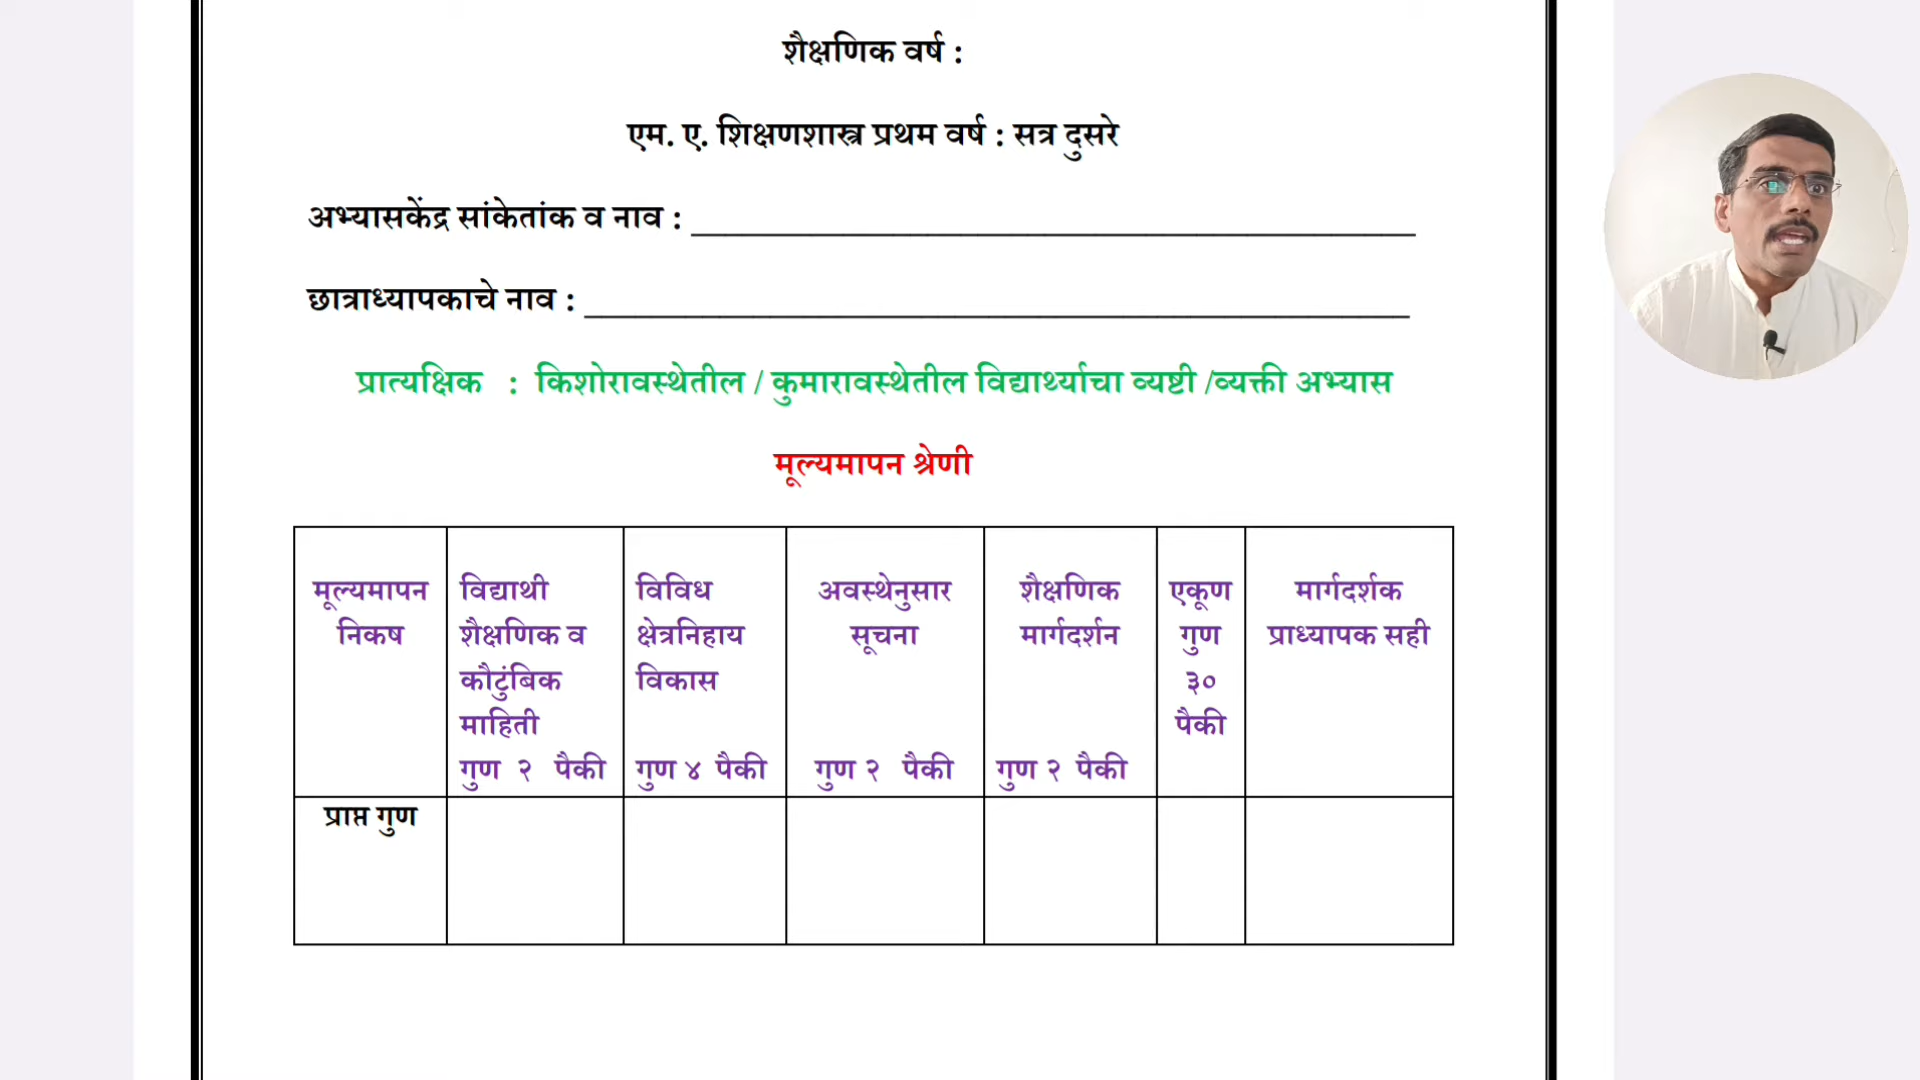 शैक्षणिक वर्ष :
एम. ए. शिक्षणशास्त्र प्रथम वर्ष : सत्र दुसरे
अभ्यासकेंद्र सांकेतांक व नाव :
छात्राध्यापकाचे नाव :
प्रात्यक्षिक : किशोरावस्थेतील / कुमारावस्थेतील विद्यार्थ्याचा व्यष्टी /व्यक्ती अभ्यास
मूल्यमापन श्रेणी
मूल्यमापन
निकष
विद्याथी
शैक्षणिक व
कौटुंबिक
माहिती
गुण २ पैकी
विविध
क्षेत्रनिहाय
विकास
गुण ४ पैकी
अवस्थेनुसार
सूचना
गुण २ पैकी
शैक्षणिक
मार्गदर्शन
गुण २ पैकी
एकूण
गुण
३०
पैकी
मार्गदर्शक
प्राध्यापक सही
प्राप्त गुण